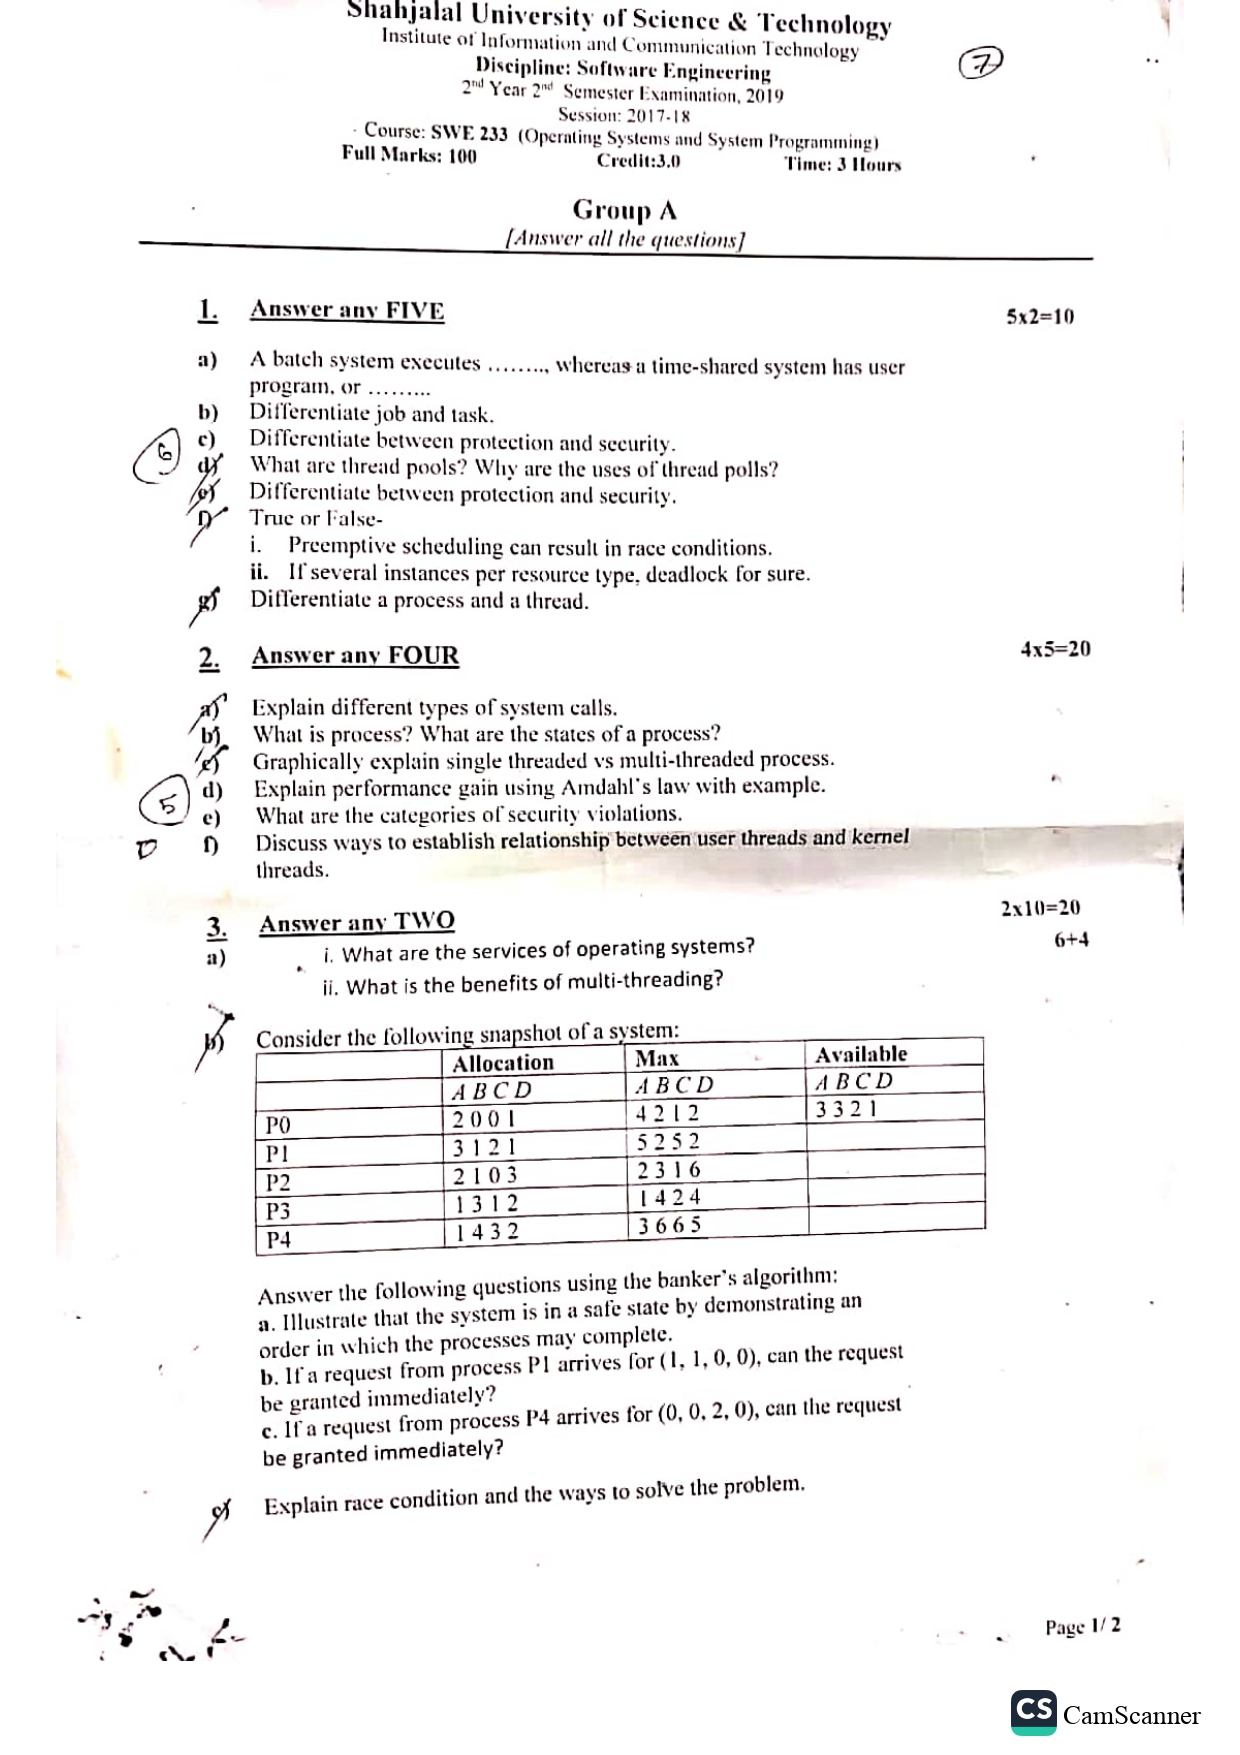 Shahjalal University of Science & Technology
Institute of Information and Communication Technology
Discipline: Software Engineering
2nd Year 2nd Semester Examination, 2019
Session: 2017-18
Course: SWE 233 (Operating Systems and System Programming)
Full Marks: 100 Credit:3.0 Time: 3 Hours
7
Group A
[Answer all the questions]
1. Answer any FIVE 5x2=10
a) A batch system executes ........, whereas a time-shared system has user
program, or .........
b) Differentiate job and task.
c) Differentiate between protection and security.
6
d) What are thread pools? Why are the uses of thread polls?
e) Differentiate between protection and security.
f) True or False-
i. Preemptive scheduling can result in race conditions.
ii. If several instances per resource type, deadlock for sure.
g) Differentiate a process and a thread.
2. Answer any FOUR 4x5=20
a) Explain different types of system calls.
b) What is process? What are the states of a process?
c) Graphically explain single threaded vs multi-threaded process.
d) Explain performance gain using Amdahl's law with example.
5
e) What are the categories of security violations.
f) Discuss ways to establish relationship between user threads and kernel
threads.
3. Answer any TWO 2x10=20
a) i. What are the services of operating systems? 6+4
ii. What is the benefits of multi-threading?
b) Consider the following snapshot of a system:
Allocation Max Available
A B C D A B C D A B C D
P0 2 0 0 1 4 2 1 2 3 3 2 1
P1 3 1 2 1 5 2 5 2
P2 2 1 0 3 2 3 1 6
P3 1 3 1 2 1 4 2 4
P4 1 4 3 2 3 6 6 5
Answer the following questions using the banker's algorithm:
a. Illustrate that the system is in a safe state by demonstrating an
order in which the processes may complete.
b. If a request from process P1 arrives for (1, 1, 0, 0), can the request
be granted immediately?
c. If a request from process P4 arrives for (0, 0, 2, 0), can the request
be granted immediately?
c) Explain race condition and the ways to solve the problem.
Page 1/ 2
CS CamScanner